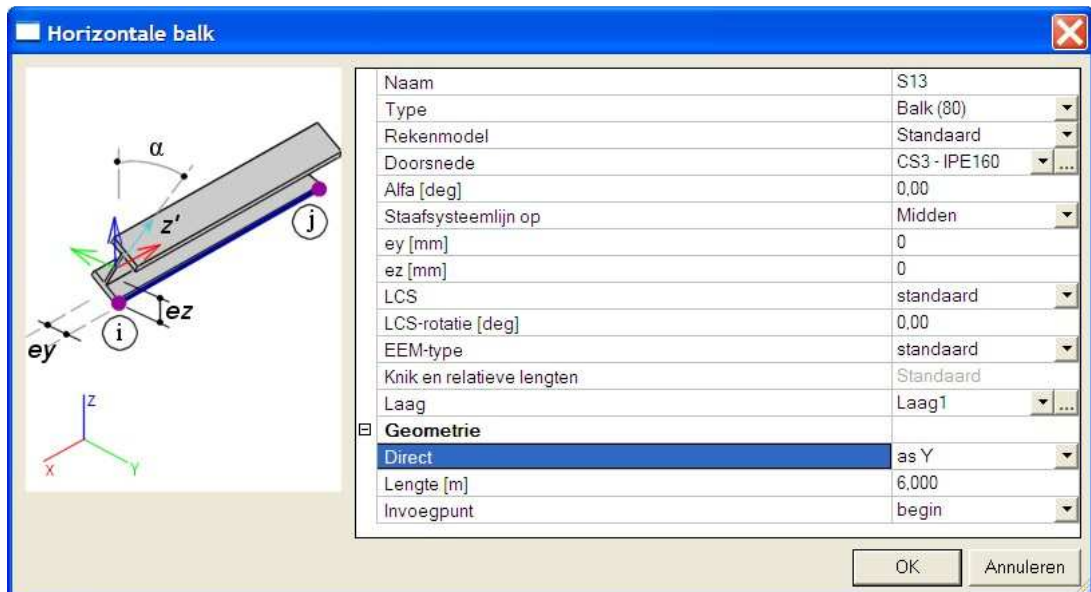 Horizontale balk
α
z'
j
ez
i
ey
Z
X
Y
Naam S13
Type Balk (80)
Rekenmodel Standaard
Doorsnede CS3 - IPE160 ...
Alfa [deg] 0,00
Staafsysteemlijn op Midden
ey [mm] 0
ez [mm] 0
LCS standaard
LCS-rotatie [deg] 0,00
EEM-type standaard
Knik en relatieve lengten Standaard
Laag Laag1 ...
Geometrie
Direct as Y
Lengte [m] 6,000
Invoegpunt begin
OK Annuleren